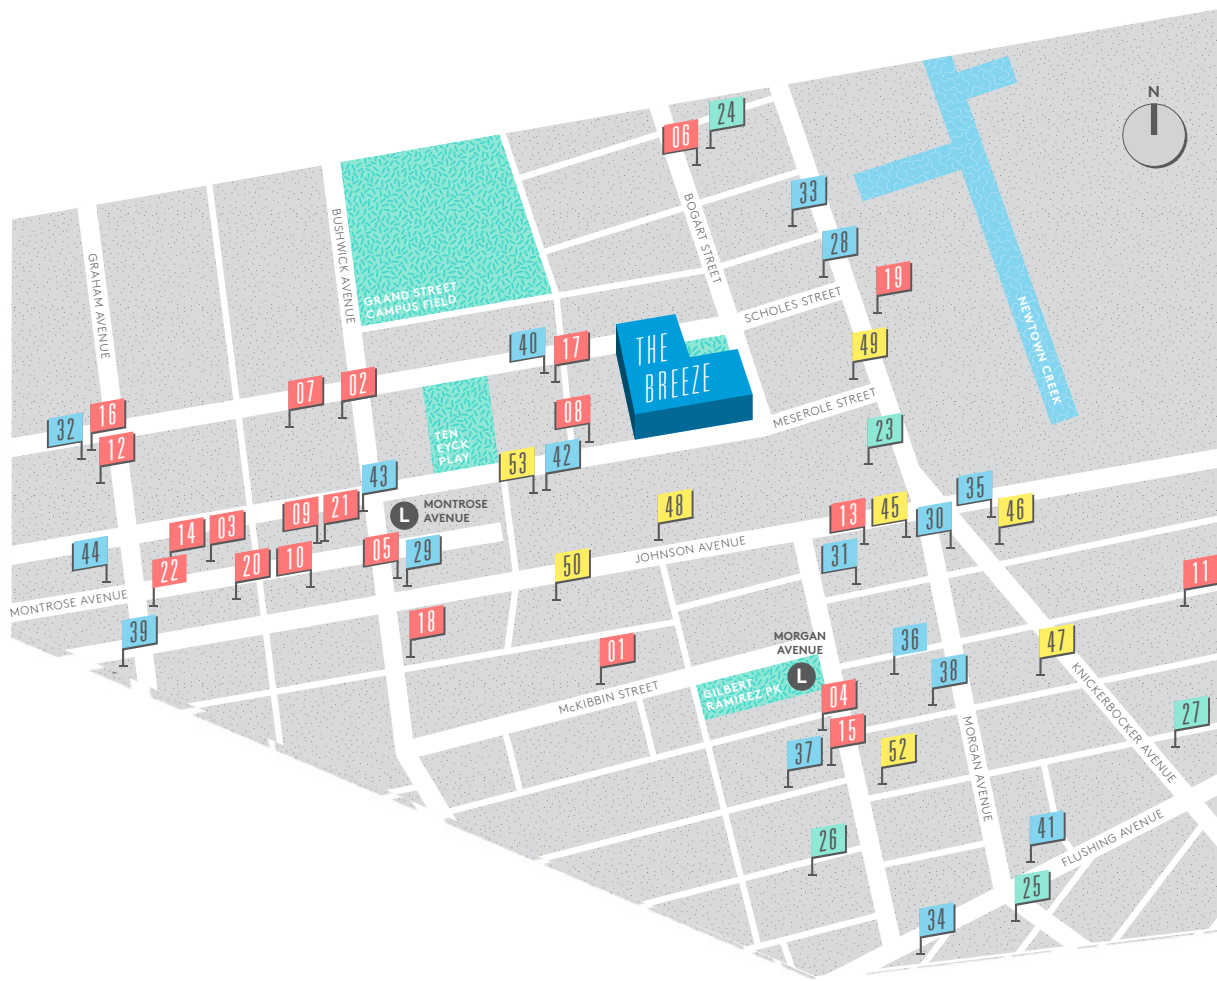 N
24
06
33
28
19
BOGART STREET
BUSHWICK AVENUE
GRAHAM AVENUE
GRAND STREET
CAMPUS FIELD
SCHOLES STREET
NEWTOWN CREEK
40
17
THE
BREEZE
49
07
02
08
MESEROLE STREET
32
16
12
TEN
EYCK
PLAY
23
53
42
43
L
MONTROSE
AVENUE
48
35
46
45
13
30
09
21
14
03
44
22
20
10
05
29
50
JOHNSON AVENUE
31
11
MONTROSE AVENUE
39
18
01
MORGAN
AVENUE
L
36
47
38
McKIBBIN STREET
GILBERT
RAMIREZ PK
04
15
37
52
27
KNICKERBOCKER AVENUE
MORGAN AVENUE
26
41
FLUSHING AVENUE
25
34